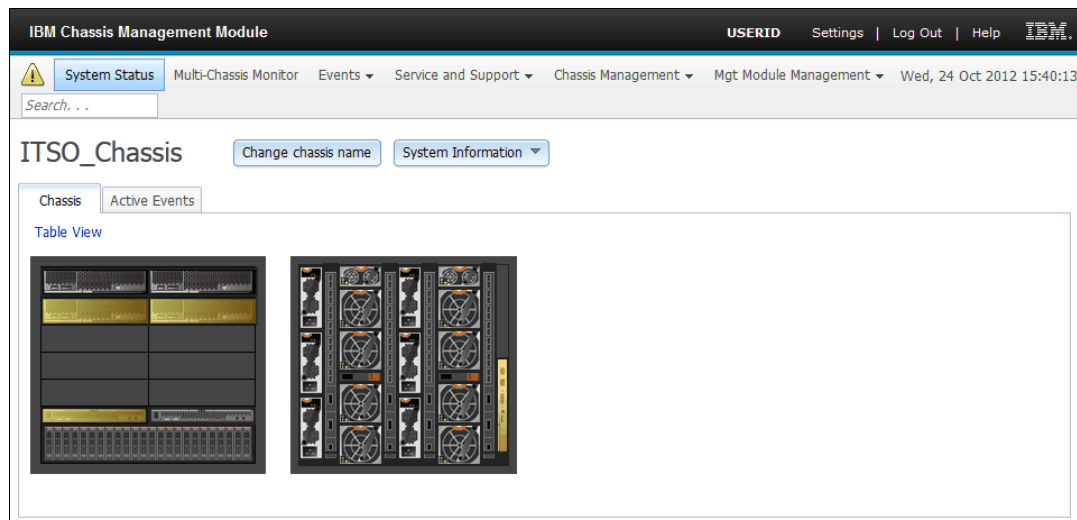 IBM Chassis Management Module USERID Settings | Log Out | Help IBM.
System Status Multi-Chassis Monitor Events Service and Support Chassis Management Mgt Module Management Wed, 24 Oct 2012 15:40:13
Search. . .
ITSO_Chassis Change chassis name System Information
Chassis Active Events
Table View